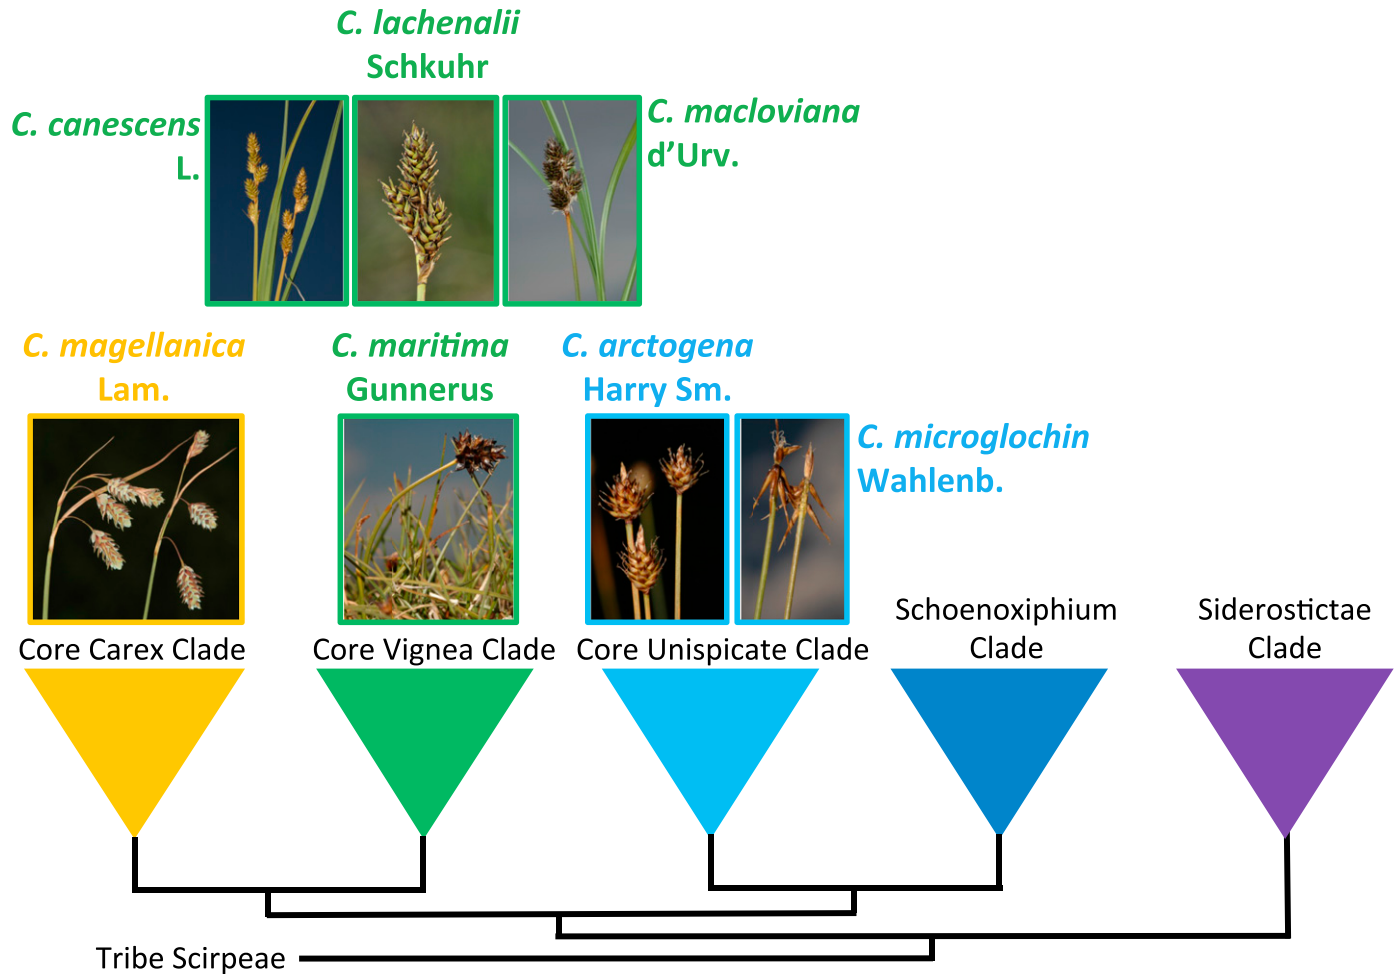 C. lachenalii
Schkuhr
C. canescens
L.
C. macloviana
d'Urv.
C. magellanica
Lam.
C. maritima
Gunnerus
C. arctogena
Harry Sm.
C. microglochin
Wahlenb.
Core Carex Clade
Core Vignea Clade
Core Unispicate Clade
Schoenoxiphium
Clade
Siderostictae
Clade
Tribe Scirpeae